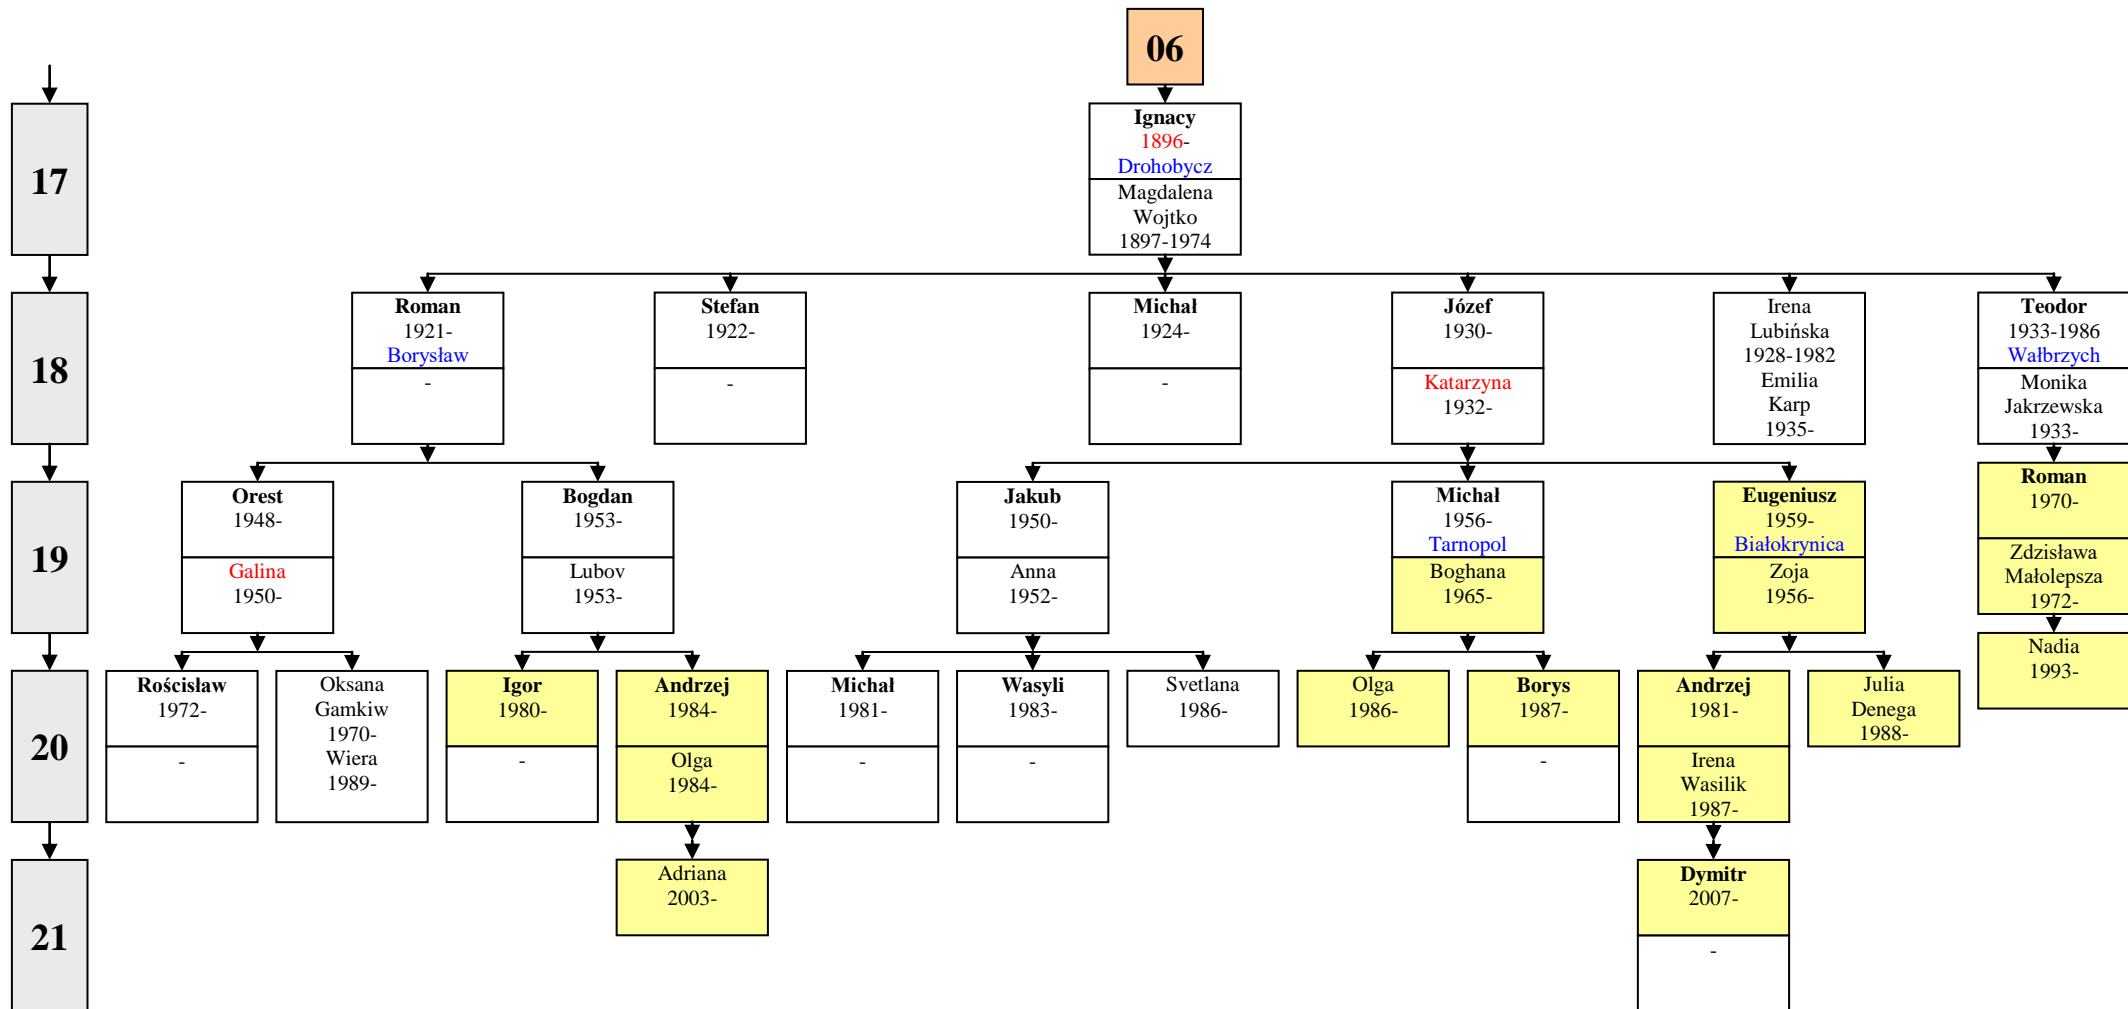 06
17
Ignacy
1896-
Drohobycz
Magdalena
Wojtko
1897-1974
18
Roman
1921-
Borysław
-
Stefan
1922-
-
Michał
1924-
-
Józef
1930-
Katarzyna
1932-
Irena
Lubińska
1928-1982
Emilia
Karp
1935-
Teodor
1933-1986
Wałbrzych
Monika
Jakrzewska
1933-
19
Orest
1948-
Galina
1950-
Bogdan
1953-
Lubov
1953-
Jakub
1950-
Anna
1952-
Michał
1956-
Tarnopol
Boghana
1965-
Eugeniusz
1959-
Białokrynica
Zoja
1956-
Roman
1970-
Zdzisława
Małolepsza
1972-
20
Rościsław
1972-
-
Oksana
Gamkiw
1970-
Wiera
1989-
Igor
1980-
-
Andrzej
1984-
Olga
1984-
Michał
1981-
-
Wasyli
1983-
-
Svetlana
1986-
Olga
1986-
Borys
1987-
-
Andrzej
1981-
Irena
Wasilik
1987-
Julia
Denega
1988-
Nadia
1993-
21
Adriana
2003-
Dymitr
2007-
-